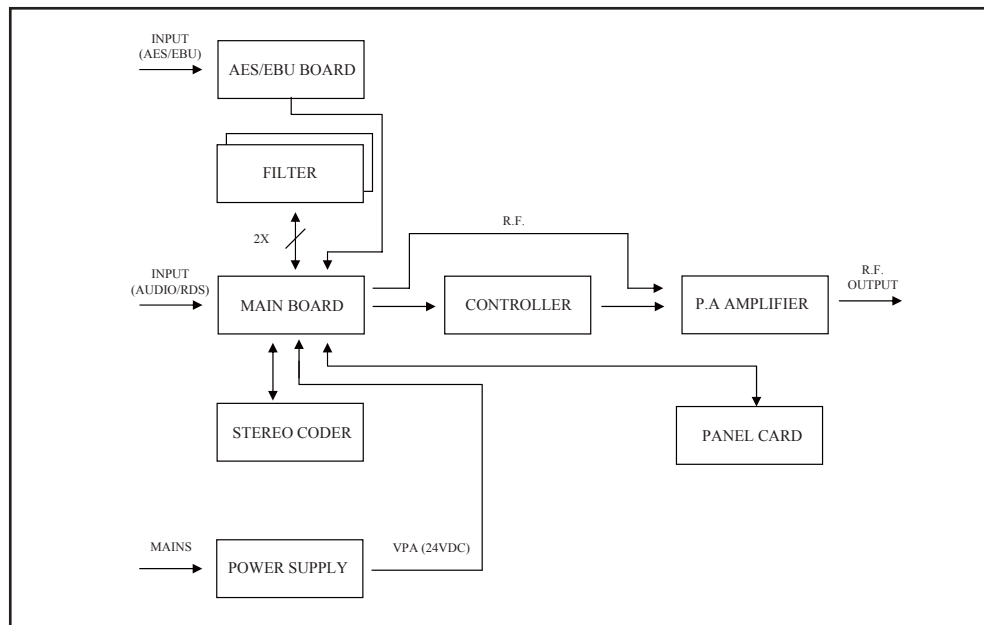 INPUT
(AES/EBU)
AES/EBU BOARD
FILTER
2X
R.F.
INPUT
(AUDIO/RDS)
MAIN BOARD
CONTROLLER
P.A AMPLIFIER
R.F.
OUTPUT
STEREO CODER
PANEL CARD
MAINS
POWER SUPPLY
VPA (24VDC)